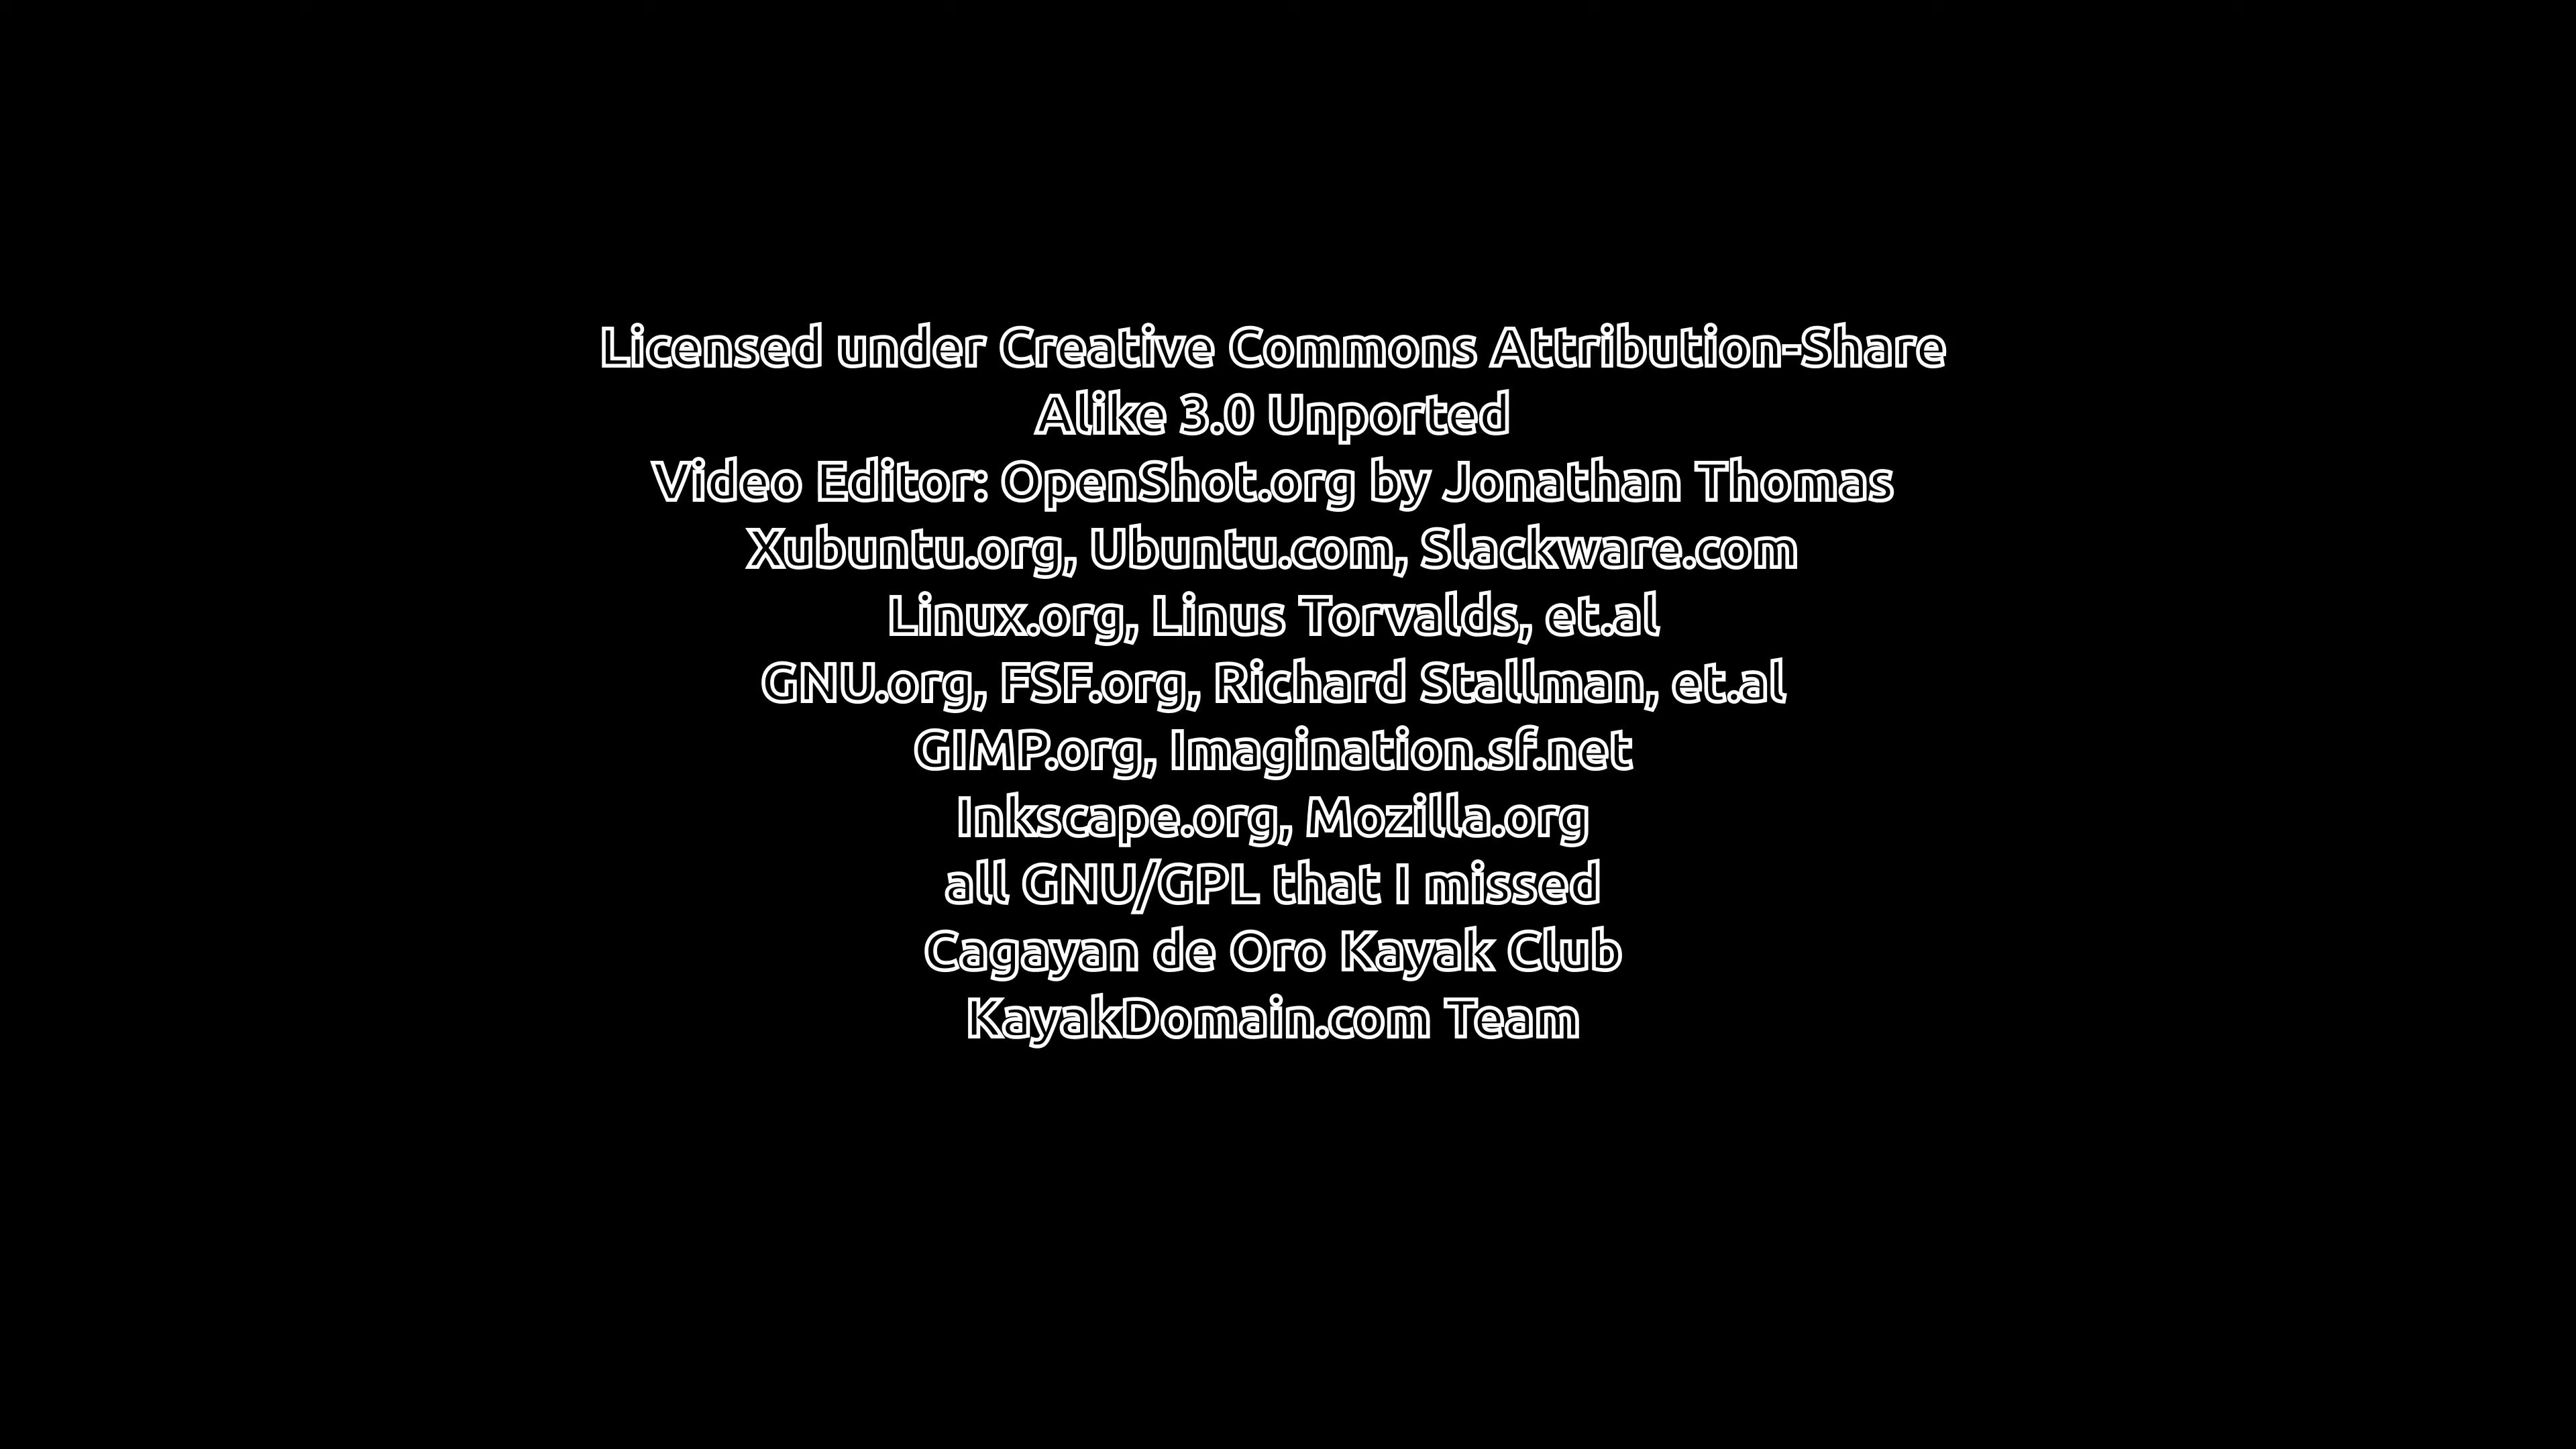 Licensed under Creative Commons Attribution-Share
Alike 3.0 Unported
Video Editor: OpenShot.org by Jonathan Thomas
Xubuntu.org, Ubuntu.com, Slackware.com
Linux.org, Linus Torvalds, et.al
GNU.org, FSF.org, Richard Stallman, et.al
GIMP.org, Imagination.sf.net
Inkscape.org, Mozilla.org
all GNU/GPL that I missed
Cagayan de Oro Kayak Club
KayakDomain.com Team